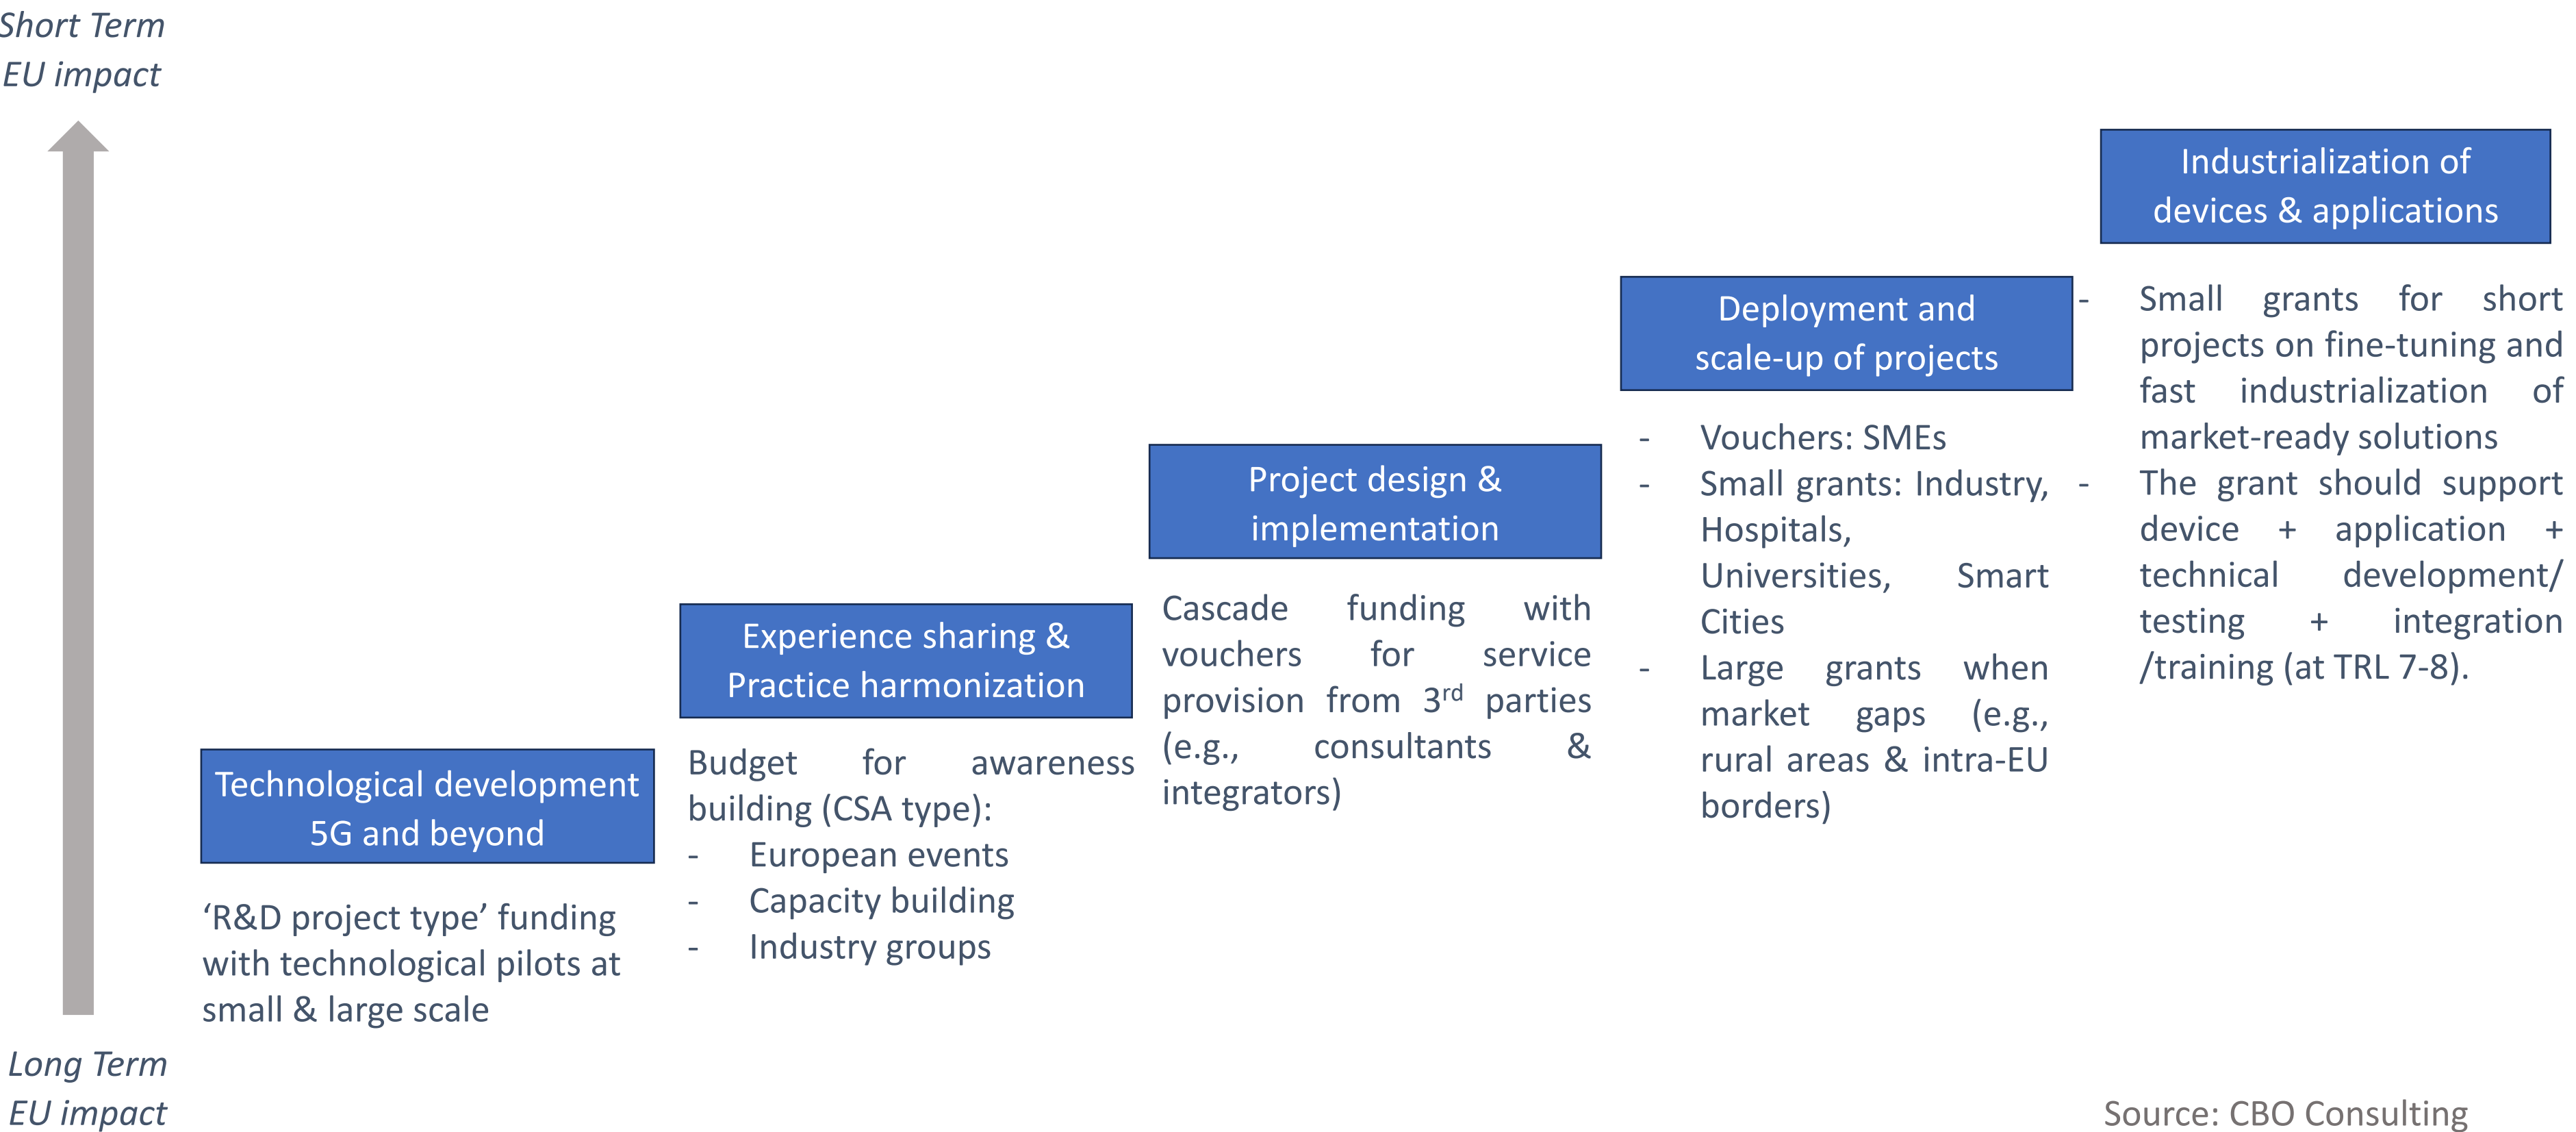 Short Term
EU impact
Industrialization of
devices & applications
- Small grants for short
projects on fine-tuning and
fast industrialization of
market-ready solutions
- The grant should support
device + application +
technical development/
testing + integration
/training (at TRL 7-8).
Deployment and
scale-up of projects
- Vouchers: SMEs
- Small grants: Industry,
Hospitals,
Universities, Smart
Cities
- Large grants when
market gaps (e.g.,
rural areas & intra-EU
borders)
Project design &
implementation
Cascade funding with
vouchers for service
provision from 3rd parties
(e.g., consultants &
integrators)
Experience sharing &
Practice harmonization
Budget for awareness
building (CSA type):
- European events
- Capacity building
- Industry groups
Technological development
5G and beyond
‘R&D project type’ funding
with technological pilots at
small & large scale
Long Term
EU impact
Source: CBO Consulting